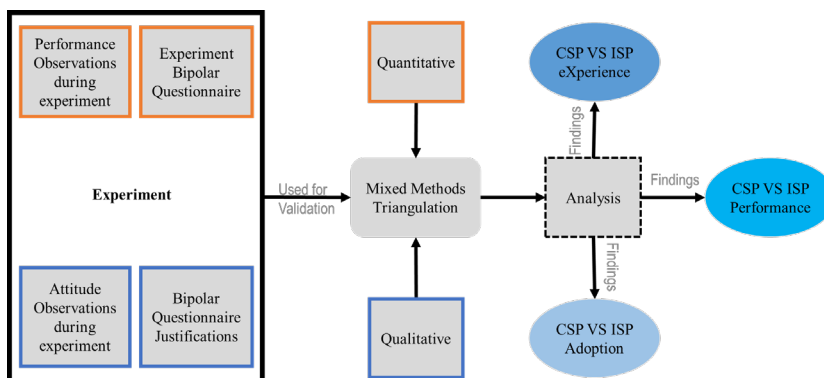 Performance
Observations
during
experiment
Experiment
Bipolar
Questionnaire
Experiment
Attitude
Observations
during
experiment
Bipolar
Questionnaire
Justifications
Used for
Validation
Quantitative
Mixed Methods
Triangulation
Qualitative
Analysis
Findings
CSP VS ISP
eXperience
Findings
CSP VS ISP
Performance
Findings
CSP VS ISP
Adoption